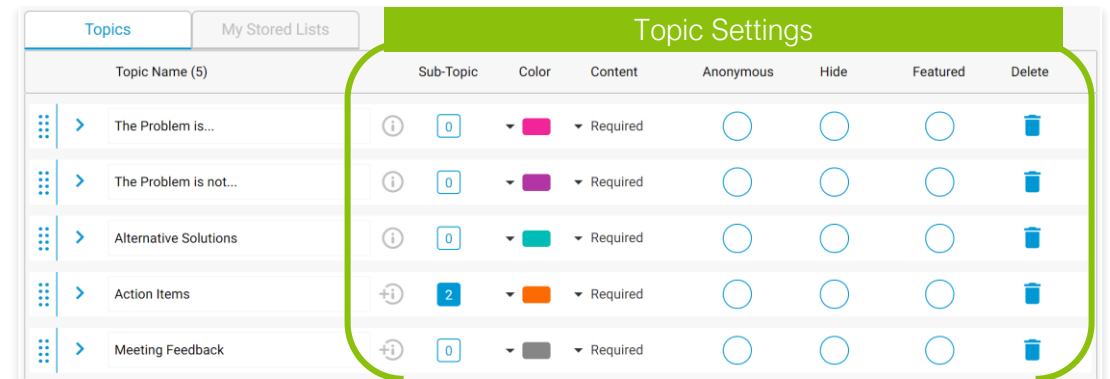 Topics My Stored Lists Topic Settings
Topic Name (5) Sub-Topic Color Content Anonymous Hide Featured Delete
The Problem is... i 0 Required
The Problem is not... i 0 Required
Alternative Solutions i 0 Required
Action Items +i 2 Required
Meeting Feedback +i 0 Required